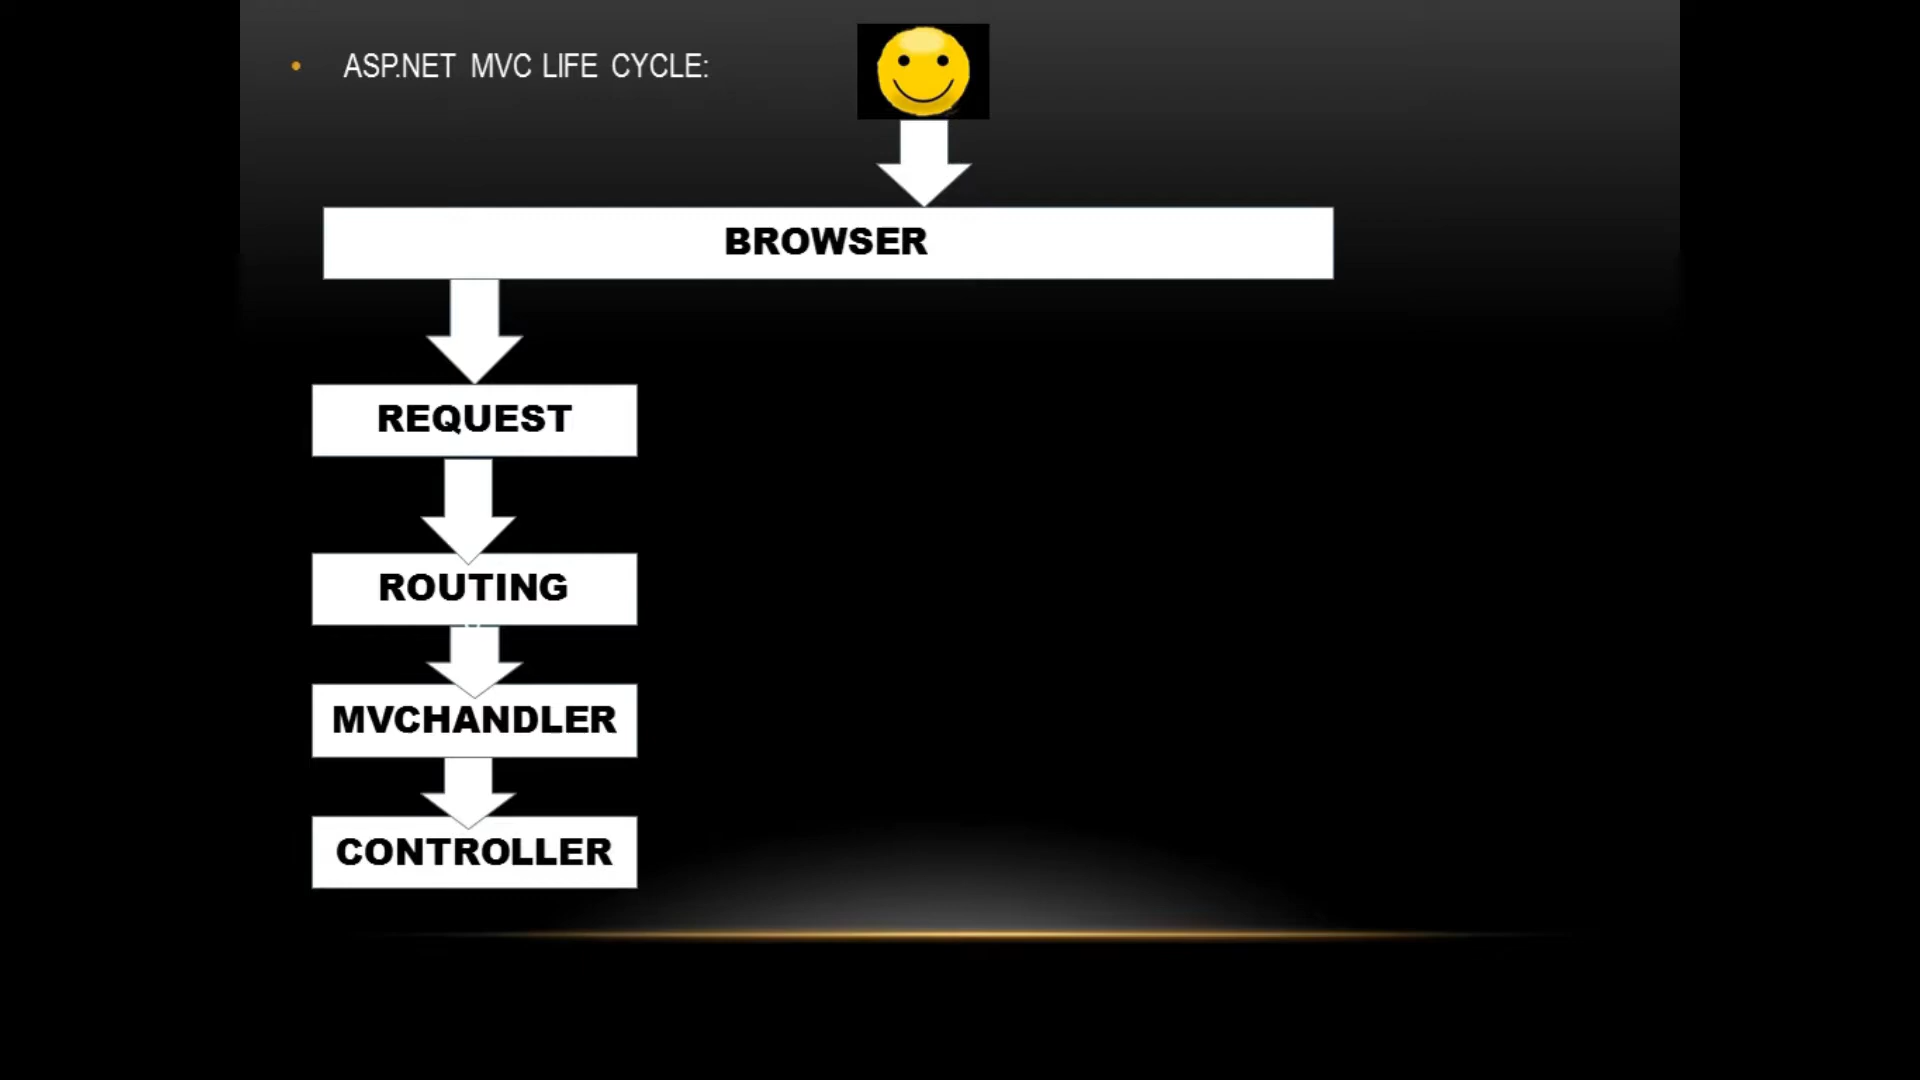 • ASP.NET MVC LIFE CYCLE:
BROWSER
REQUEST
ROUTING
MVCHANDLER
CONTROLLER